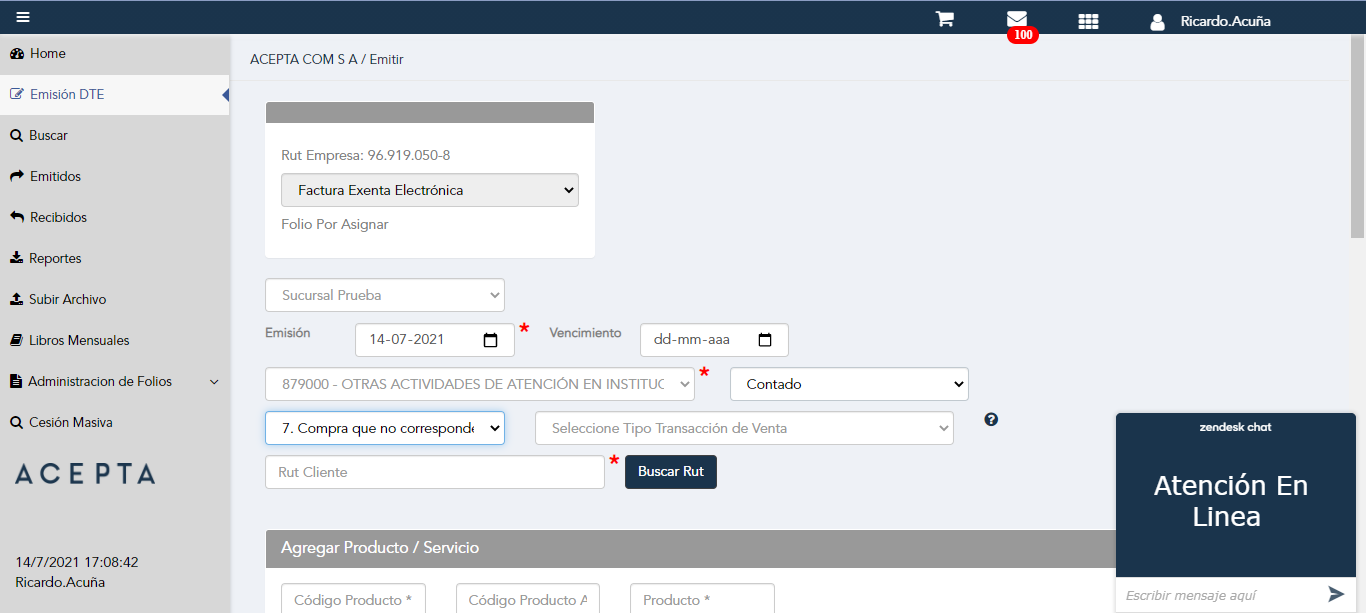 100
Ricardo.Acuña
Home
Emisión DTE
Buscar
Emitidos
Recibidos
Reportes
Subir Archivo
Libros Mensuales
Administracion de Folios
Cesión Masiva
ACEPTA
14/7/2021 17:08:42
Ricardo.Acuña
ACEPTA COM S A / Emitir
Rut Empresa: 96.919.050-8
Factura Exenta Electrónica
Folio Por Asignar
Sucursal Prueba
Emisión 14-07-2021 * Vencimiento dd-mm-aaa
879000 - OTRAS ACTIVIDADES DE ATENCIÓN EN INSTITUC * Contado
7. Compra que no corresponde Seleccione Tipo Transacción de Venta ?
Rut Cliente * Buscar Rut
Agregar Producto / Servicio
Código Producto * Código Producto A Producto *
zendesk chat
Atención En
Linea
Escribir mensaje aquí